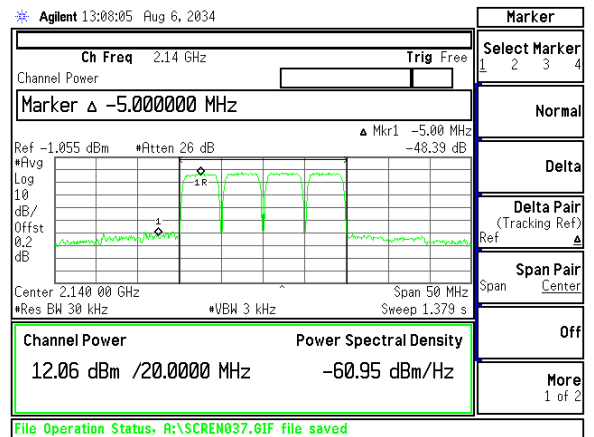 Agilent 13:08:05 Aug 6, 2034
Marker
Ch Freq 2.14 GHz Trig Free
Channel Power
Marker Δ -5.000000 MHz
Δ Mkr1 -5.00 MHz
Ref -1.055 dBm #Atten 26 dB -48.39 dB
#Avg
Log
10
dB/
Offst
0.2
dB
1R
1
Center 2.140 00 GHz Span 50 MHz
#Res BW 30 kHz #VBW 3 kHz Sweep 1.379 s
Channel Power Power Spectral Density
12.06 dBm /20.0000 MHz -60.95 dBm/Hz
File Operation Status, A:\SCREN037.GIF file saved
Select Marker
1 2 3 4
Normal
Delta
Delta Pair
(Tracking Ref)
Ref Δ
Span Pair
Span Center
Off
More
1 of 2